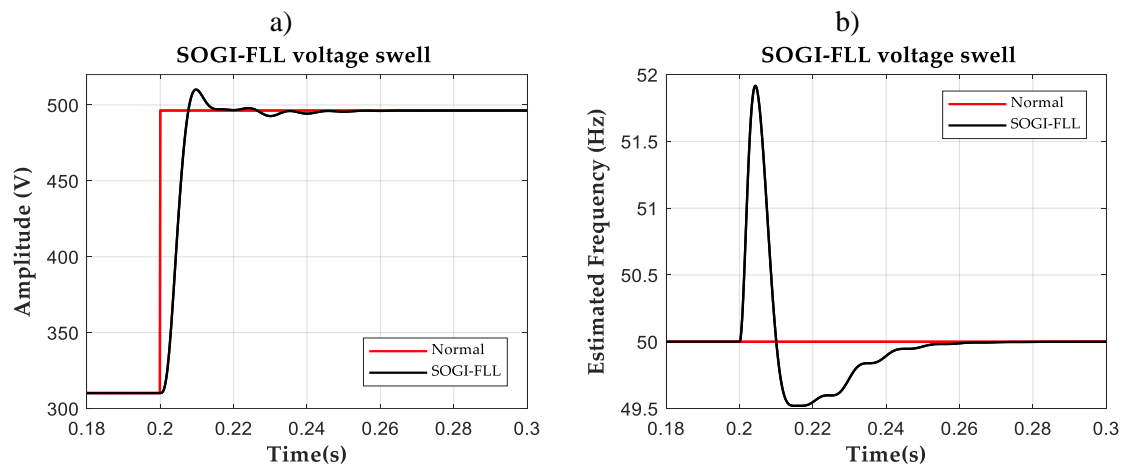 a)
SOGI-FLL voltage swell
Amplitude (V)
500
450
400
350
300
Normal
SOGI-FLL
0.18
0.2
0.22
0.24
0.26
0.28
0.3
Time(s)
b)
SOGI-FLL voltage swell
Estimated Frequency (Hz)
52
51.5
51
50.5
50
49.5
Normal
SOGI-FLL
0.18
0.2
0.22
0.24
0.26
0.28
0.3
Time(s)